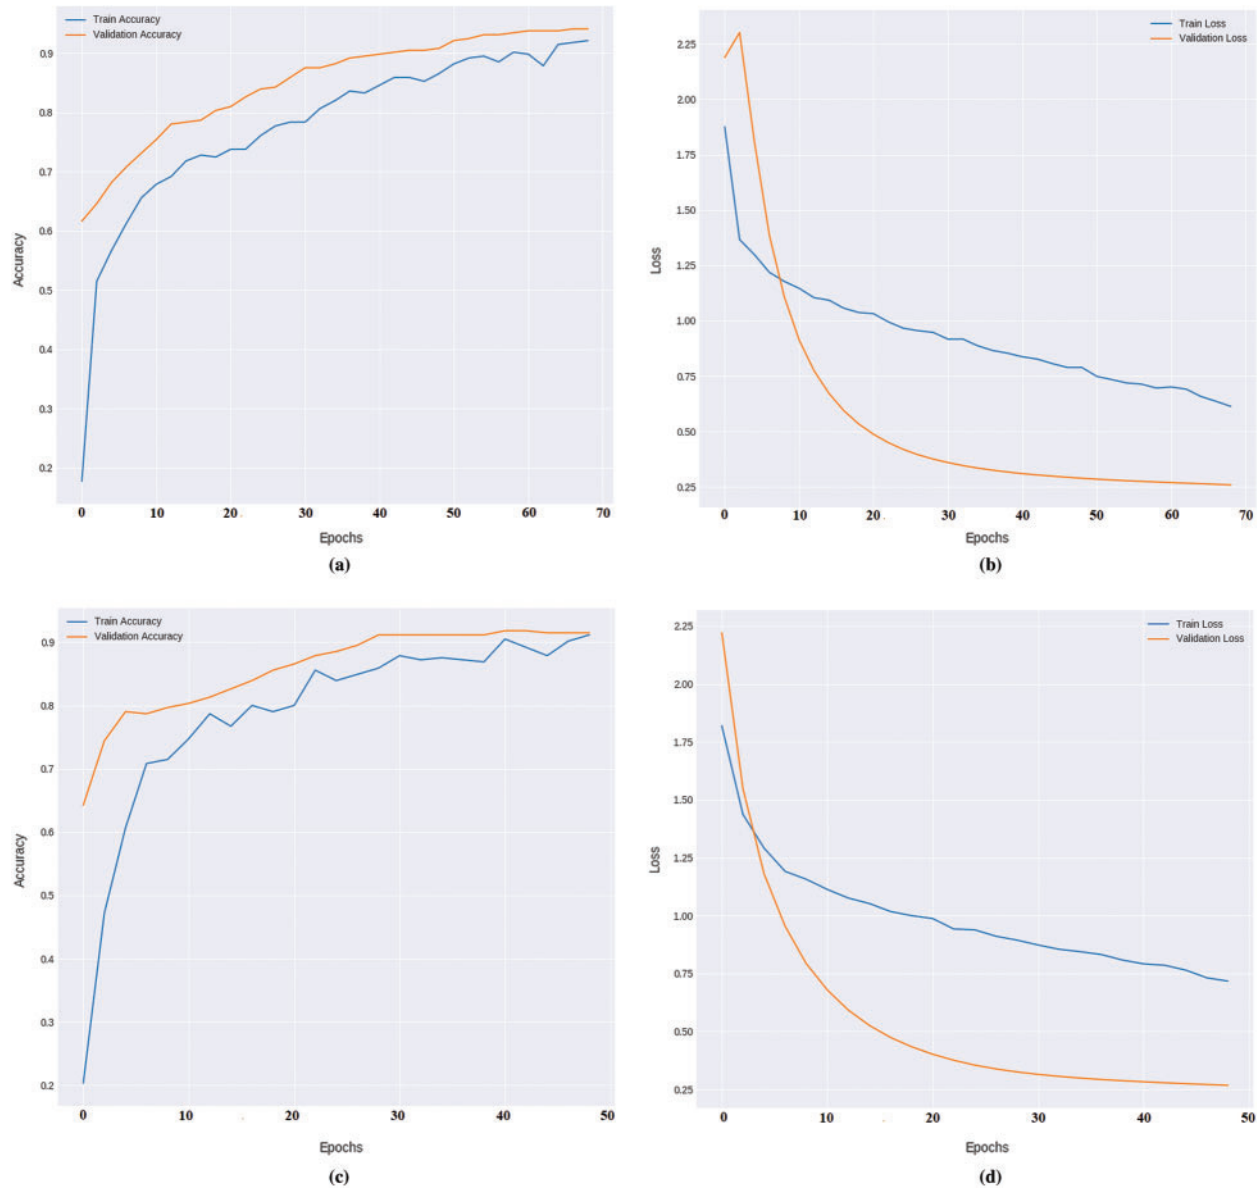 Train Accuracy
Validation Accuracy
0.9
0.8
0.7
0.6
0.5
0.4
0.3
0.2
Accuracy
0 10 20 30 40 50 60 70
Epochs
(a)
Train Loss
Validation Loss
2.25
2.00
1.75
1.50
1.25
1.00
0.75
0.50
0.25
Loss
0 10 20 30 40 50 60 70
Epochs
(b)
Train Accuracy
Validation Accuracy
0.9
0.8
0.7
0.6
0.5
0.4
0.3
0.2
Accuracy
0 10 20 30 40 50
Epochs
(c)
Train Loss
Validation Loss
2.25
2.00
1.75
1.50
1.25
1.00
0.75
0.50
0.25
Loss
0 10 20 30 40 50
Epochs
(d)